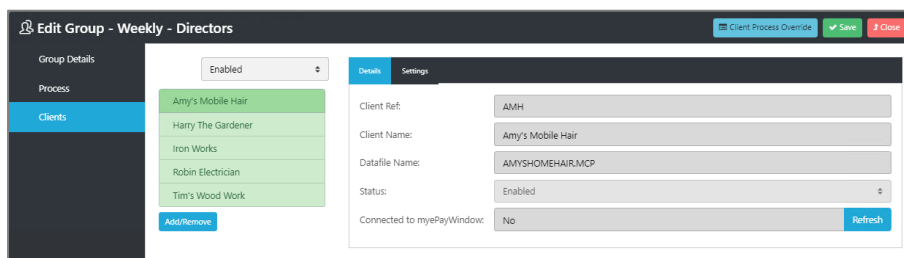 Edit Group - Weekly - Directors
Client Process Override
Save
Close
Group Details
Process
Clients
Enabled
Amy's Mobile Hair
Harry The Gardener
Iron Works
Robin Electrician
Tim's Wood Work
Add/Remove
Details Settings
Client Ref: AMH
Client Name: Amy's Mobile Hair
Datafile Name: AMYSHOMEHAIR.MCP
Status: Enabled
Connected to myePayWindow: No Refresh